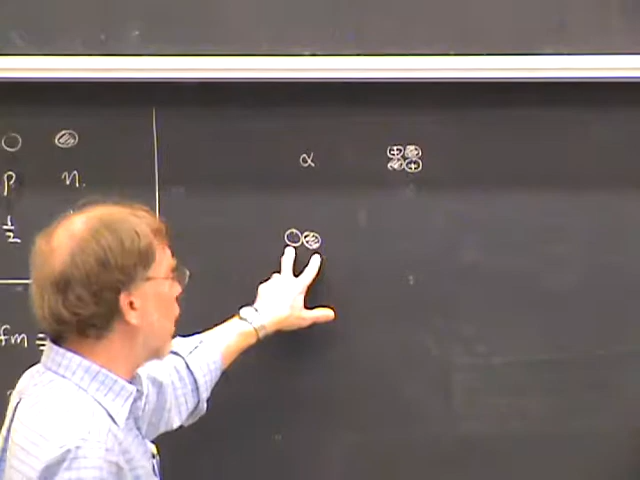 p n
α + +
1/2
fm =